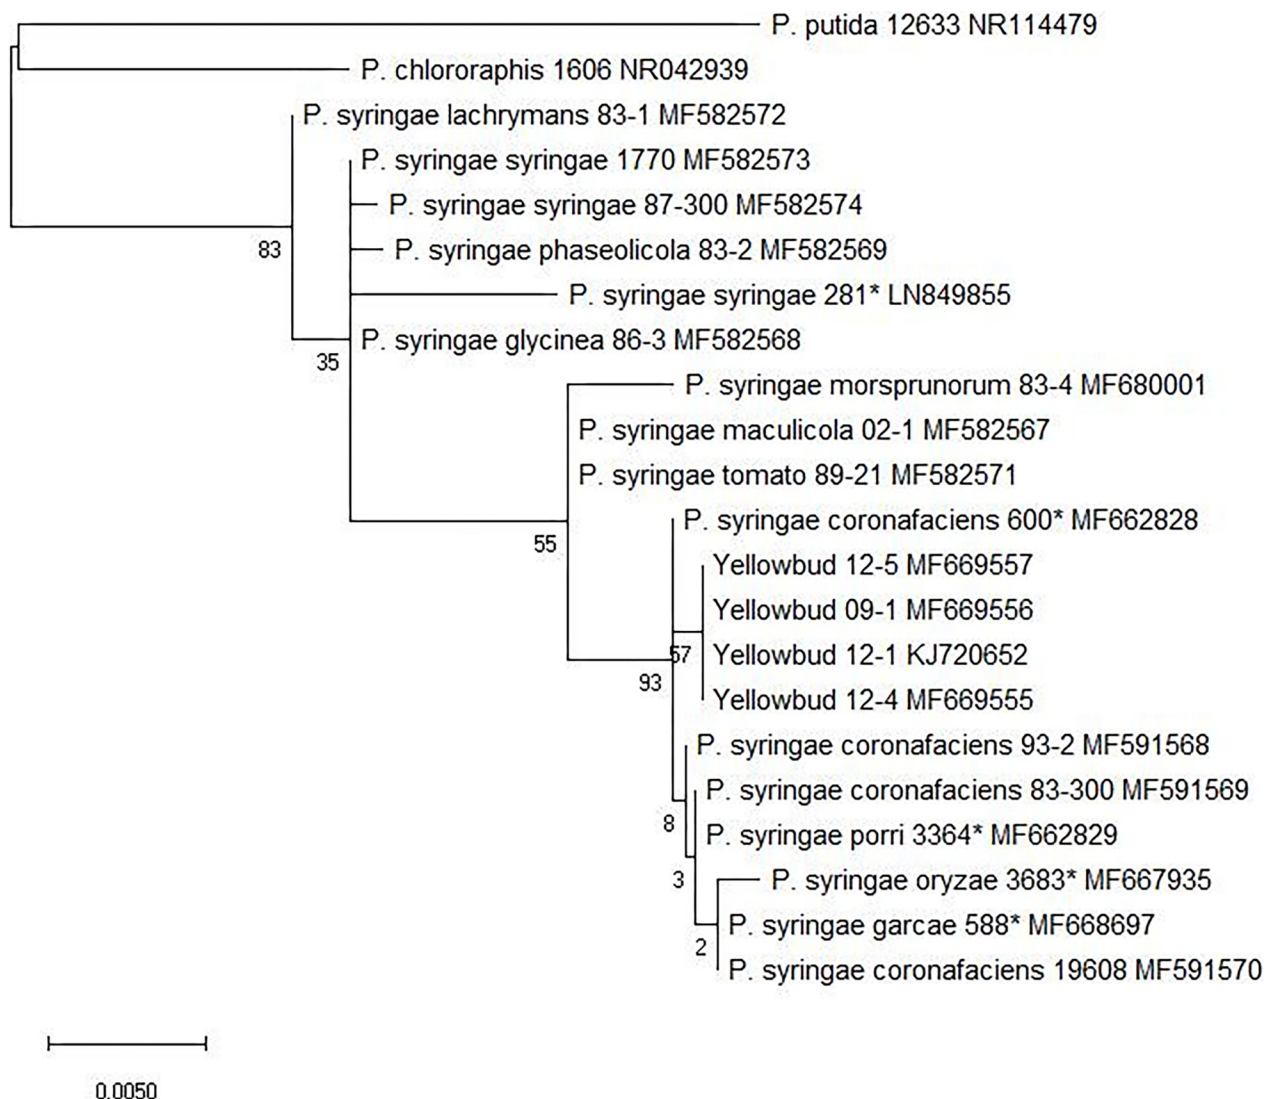 P. putida 12633 NR114479
P. chlororaphis 1606 NR042939
P. syringae lachrymans 83-1 MF582572
P. syringae syringae 1770 MF582573
P. syringae syringae 87-300 MF582574
83
P. syringae phaseolicola 83-2 MF582569
P. syringae syringae 281* LN849855
P. syringae glycinea 86-3 MF582568
35
P. syringae morsprunorum 83-4 MF680001
P. syringae maculicola 02-1 MF582567
P. syringae tomato 89-21 MF582571
P. syringae coronafaciens 600* MF662828
55
Yellowbud 12-5 MF669557
Yellowbud 09-1 MF669556
57
Yellowbud 12-1 KJ720652
93
Yellowbud 12-4 MF669555
P. syringae coronafaciens 93-2 MF591568
P. syringae coronafaciens 83-300 MF591569
8
P. syringae porri 3364* MF662829
3
P. syringae oryzae 3683* MF667935
P. syringae garcae 588* MF668697
2
P. syringae coronafaciens 19608 MF591570
0.0050